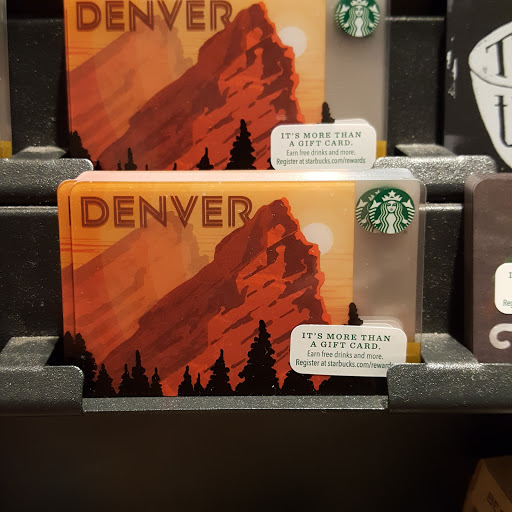 DENVER
IT'S MORE THAN
A GIFT CARD.
Earn free drinks and more.
Register at starbucks.com/rewards
DENVER
IT'S MORE THAN
A GIFT CARD.
Earn free drinks and more.
Register at starbucks.com/rewards